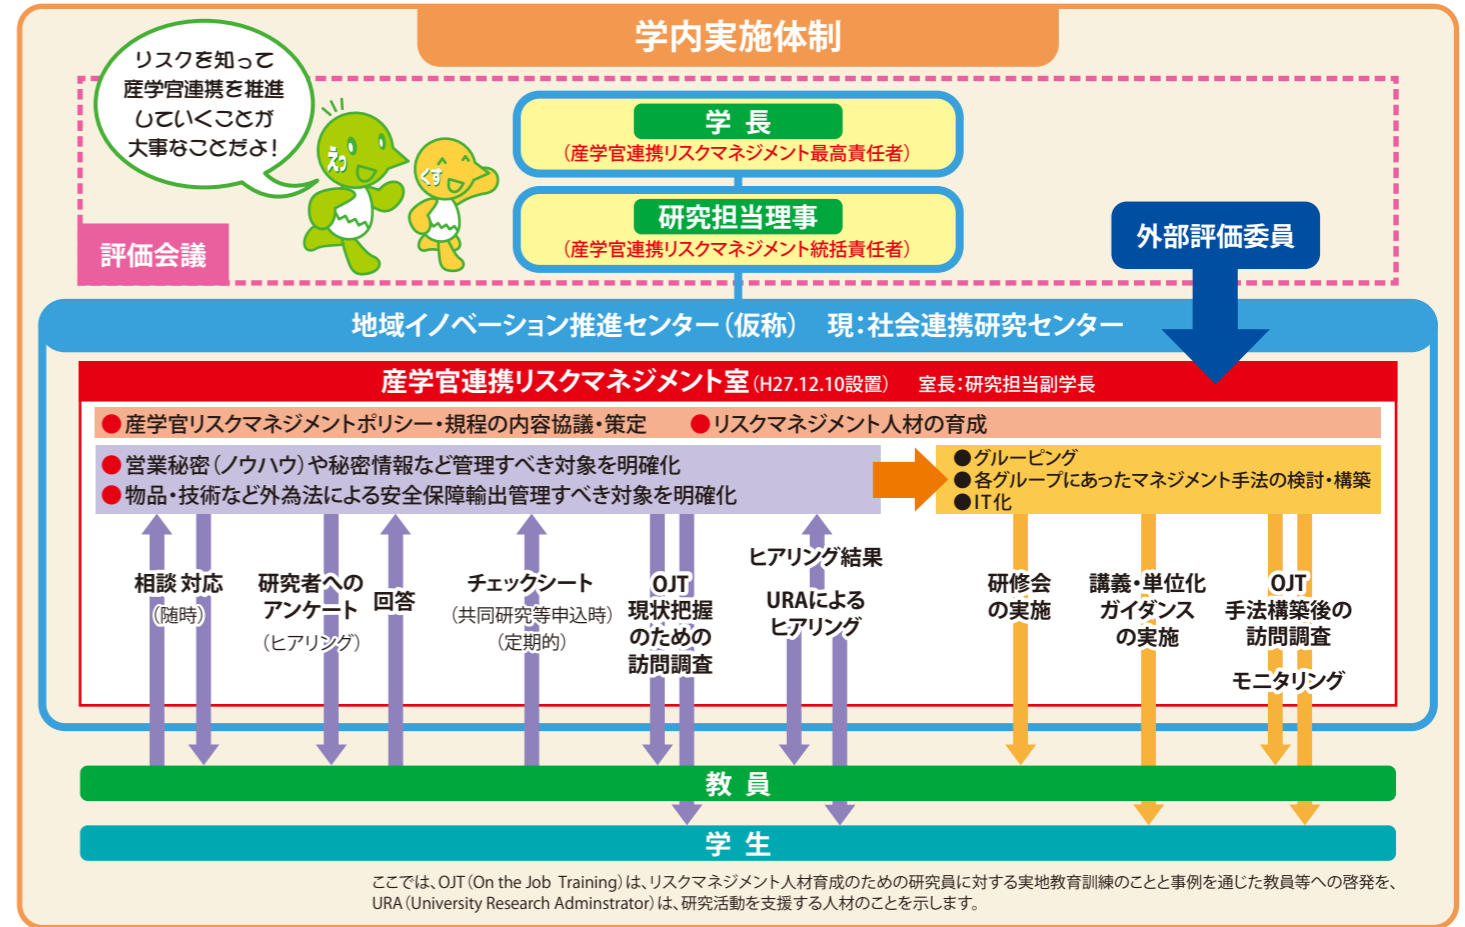 学内実施体制
リスクを知って
産学官連携を推進
していくことが
大事なことだよ！
えっ
くす
学長
（産学官連携リスクマネジメント最高責任者）
研究担当理事
（産学官連携リスクマネジメント統括責任者）
外部評価委員
評価会議
地域イノベーション推進センター（仮称）　現：社会連携研究センター
産学官連携リスクマネジメント室（H27.12.10設置）　室長：研究担当副学長
●産学官リスクマネジメントポリシー・規程の内容協議・策定　●リスクマネジメント人材の育成
●営業秘密（ノウハウ）や秘密情報など管理すべき対象を明確化
●物品・技術など外為法による安全保障輸出管理すべき対象を明確化
●グルーピング
●各グループにあったマネジメント手法の検討・構築
●IT化
相談 対応
（随時）
研究者への
アンケート
（ヒアリング）
回答
チェックシート
（共同研究等申込時）
（定期的）
OJT
現状把握
のための
訪問調査
ヒアリング結果
URAによる
ヒアリング
研修会
の実施
講義・単位化
ガイダンス
の実施
OJT
手法構築後の
訪問調査
モニタリング
教員
学生
ここでは、OJT（On the Job Training）は、リスクマネジメント人材育成のための研究員に対する実地教育訓練のことと事例を通じた教員等への啓発を、
URA（University Research Adminstrator）は、研究活動を支援する人材のことを示します。